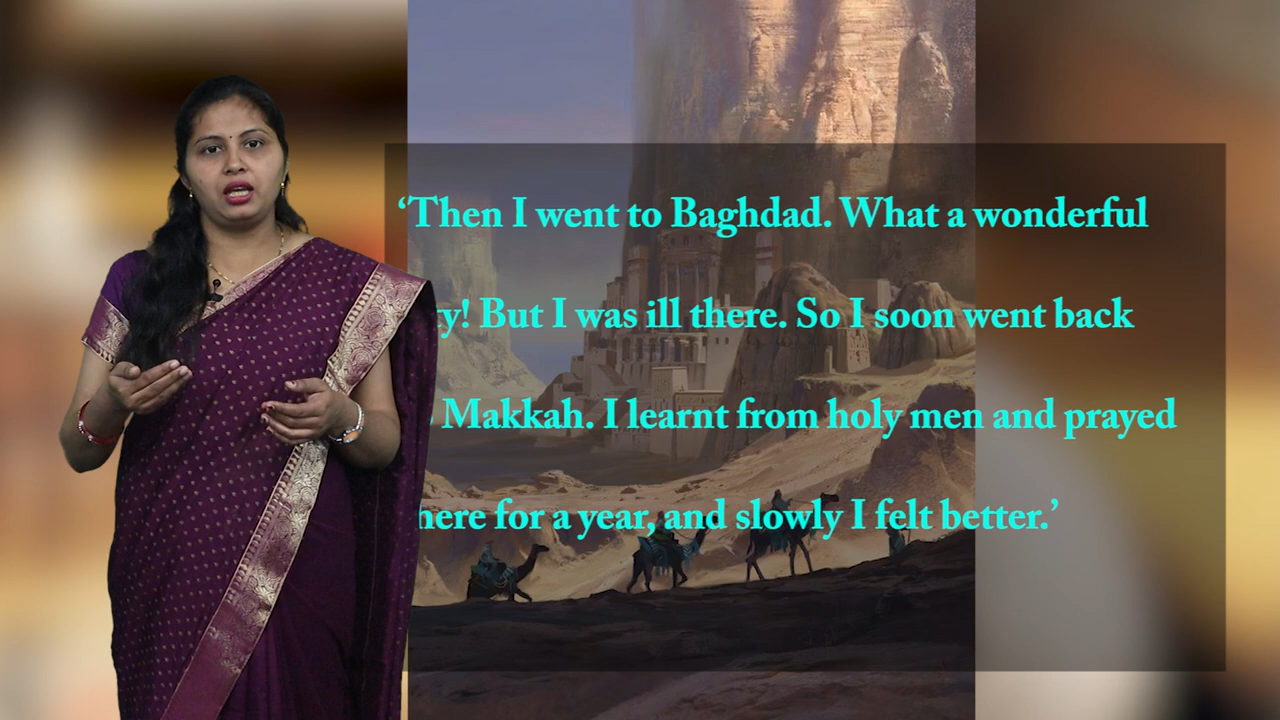 ‘Then I went to Baghdad. What a wonderful
But I was ill there. So I soon went back
Makkah. I learnt from holy men and prayed
for a year, and slowly I felt better.’